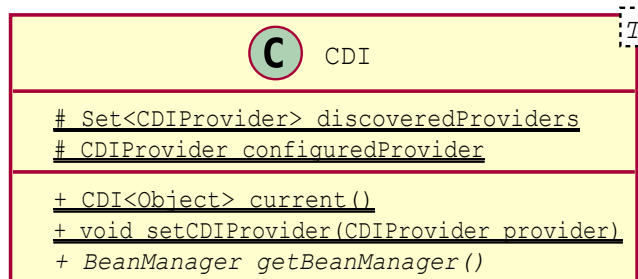 T
C CDI
# Set<CDIProvider> discoveredProviders
# CDIProvider configuredProvider
+ CDI<Object> current()
+ void setCDIProvider(CDIProvider provider)
+ BeanManager getBeanManager()